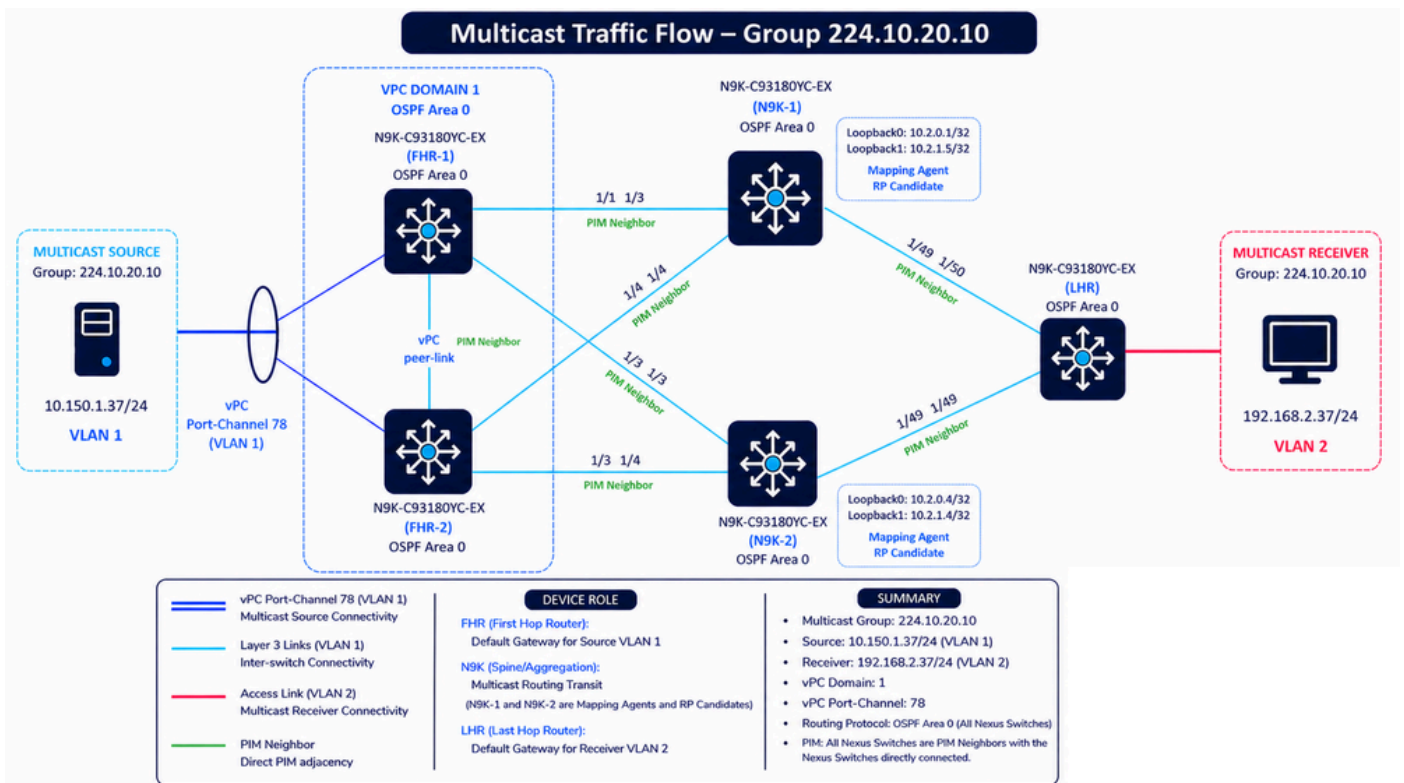 Multicast Traffic Flow – Group 224.10.20.10
MULTICAST SOURCE
Group: 224.10.20.10
10.150.1.37/24
VLAN 1
vPC
Port-Channel 78
(VLAN 1)
VPC DOMAIN 1
OSPF Area 0
N9K-C93180YC-EX
(FHR-1)
OSPF Area 0
vPC
peer-link
PIM Neighbor
N9K-C93180YC-EX
(FHR-2)
OSPF Area 0
1/1 1/3
PIM Neighbor
1/4 1/4
PIM Neighbor
1/3 1/3
PIM Neighbor
1/3 1/4
PIM Neighbor
N9K-C93180YC-EX
(N9K-1)
OSPF Area 0
Loopback0: 10.2.0.1/32
Loopback1: 10.2.1.5/32
Mapping Agent
RP Candidate
N9K-C93180YC-EX
(N9K-2)
OSPF Area 0
Loopback0: 10.2.0.4/32
Loopback1: 10.2.1.4/32
Mapping Agent
RP Candidate
1/49 1/50
PIM Neighbor
1/49 1/49
PIM Neighbor
N9K-C93180YC-EX
(LHR)
OSPF Area 0
MULTICAST RECEIVER
Group: 224.10.20.10
192.168.2.37/24
VLAN 2
vPC Port-Channel 78 (VLAN 1)
Multicast Source Connectivity
Layer 3 Links (VLAN 1)
Inter-switch Connectivity
Access Link (VLAN 2)
Multicast Receiver Connectivity
PIM Neighbor
Direct PIM adjacency
DEVICE ROLE
FHR (First Hop Router):
Default Gateway for Source VLAN 1
N9K (Spine/Aggregation):
Multicast Routing Transit
(N9K-1 and N9K-2 are Mapping Agents and RP Candidates)
LHR (Last Hop Router):
Default Gateway for Receiver VLAN 2
SUMMARY
• Multicast Group: 224.10.20.10
• Source: 10.150.1.37/24 (VLAN 1)
• Receiver: 192.168.2.37/24 (VLAN 2)
• vPC Domain: 1
• vPC Port-Channel: 78
• Routing Protocol: OSPF Area 0 (All Nexus Switches)
• PIM: All Nexus Switches are PIM Neighbors with the
Nexus Switches directly connected.